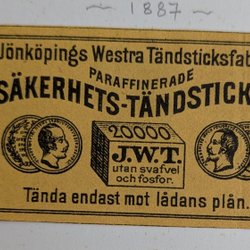 ~ 1887 ~
Jönköpings Westra Tändsticksfab
PARAFFINERADE
SÄKERHETS-TÄNDSTICK
20000
J.W.T.
utan svafvel
och fosfor.
Tända endast mot lådans plån.